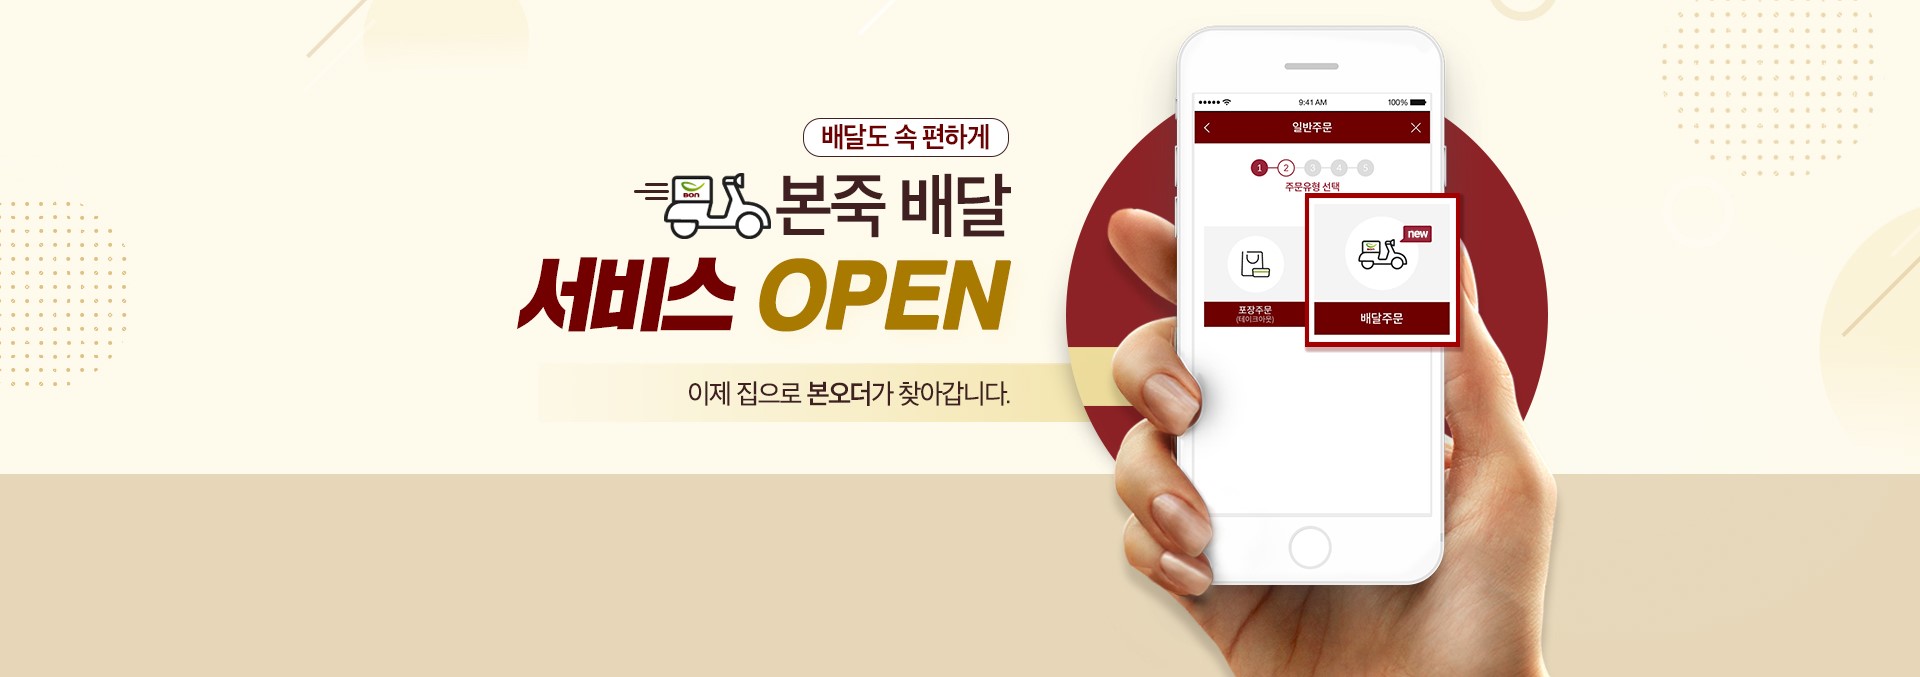 배달도 속 편하게
BON
본죽 배달
서비스 OPEN
이제 집으로 본오더가 찾아갑니다.
9:41 AM
100%
일반주문
1 2 3 4 5
주문유형 선택
new
포장주문
(테이크아웃)
배달주문